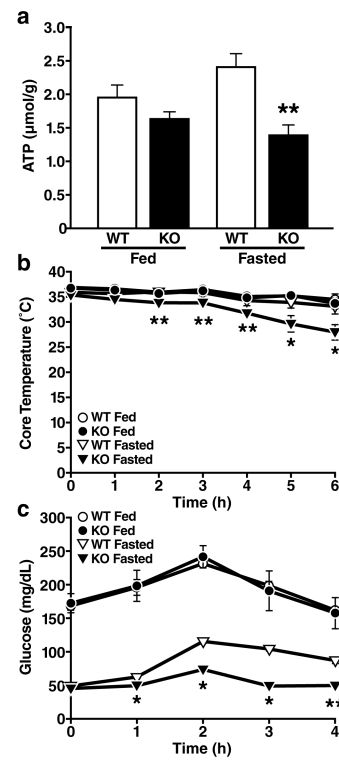 a
ATP (μmol/g)
3.0
2.5
2.0
1.5
1.0
0.5
0
**
WT KO WT KO
Fed Fasted
b
Core Temperature (˚C)
40
35
30
25
20
15
10
5
0
** ** ** * *
WT Fed
KO Fed
WT Fasted
KO Fasted
0 1 2 3 4 5 6
Time (h)
c
Glucose (mg/dL)
300
250
200
150
100
50
0
WT Fed
KO Fed
WT Fasted
KO Fasted
* * * **
0 1 2 3 4
Time (h)